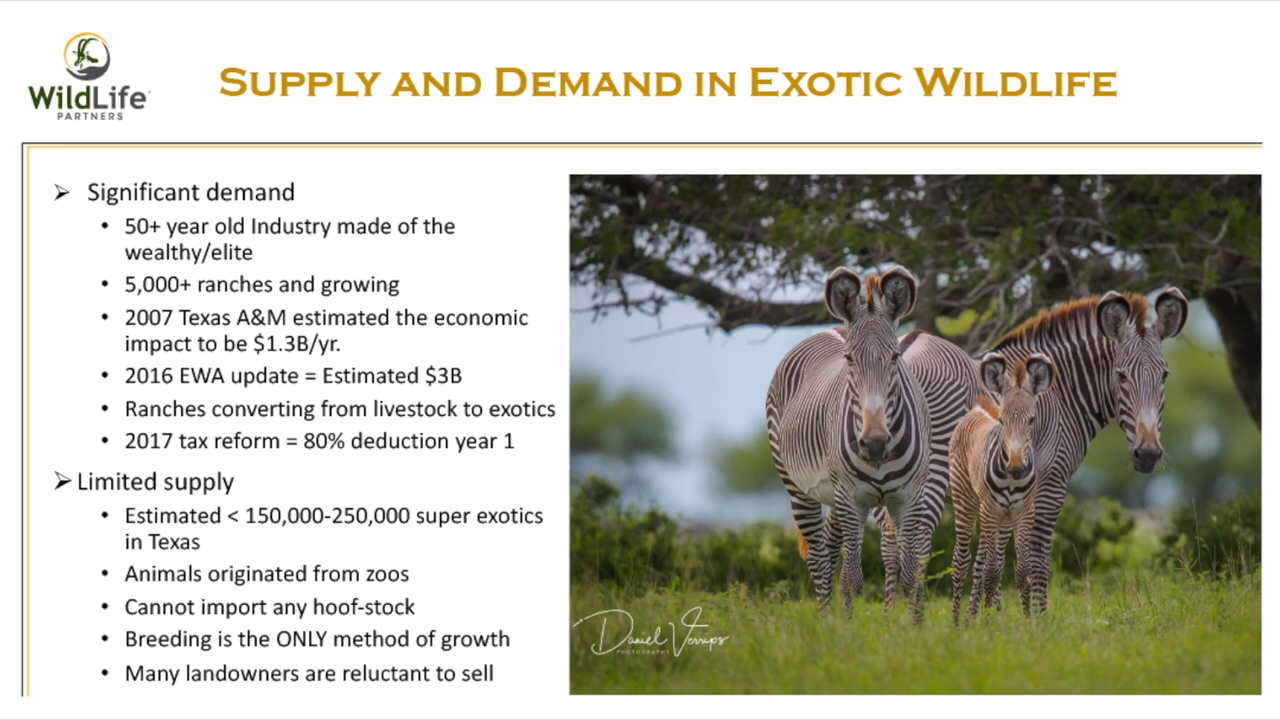 WildLife
PARTNERS
Supply and Demand in Exotic Wildlife
➢ Significant demand
• 50+ year old Industry made of the
wealthy/elite
• 5,000+ ranches and growing
• 2007 Texas A&M estimated the economic
impact to be $1.3B/yr.
• 2016 EWA update = Estimated $3B
• Ranches converting from livestock to exotics
• 2017 tax reform = 80% deduction year 1
➢ Limited supply
• Estimated < 150,000-250,000 super exotics
in Texas
• Animals originated from zoos
• Cannot import any hoof-stock
• Breeding is the ONLY method of growth
• Many landowners are reluctant to sell
Daniel
PHOTOGRAPHY